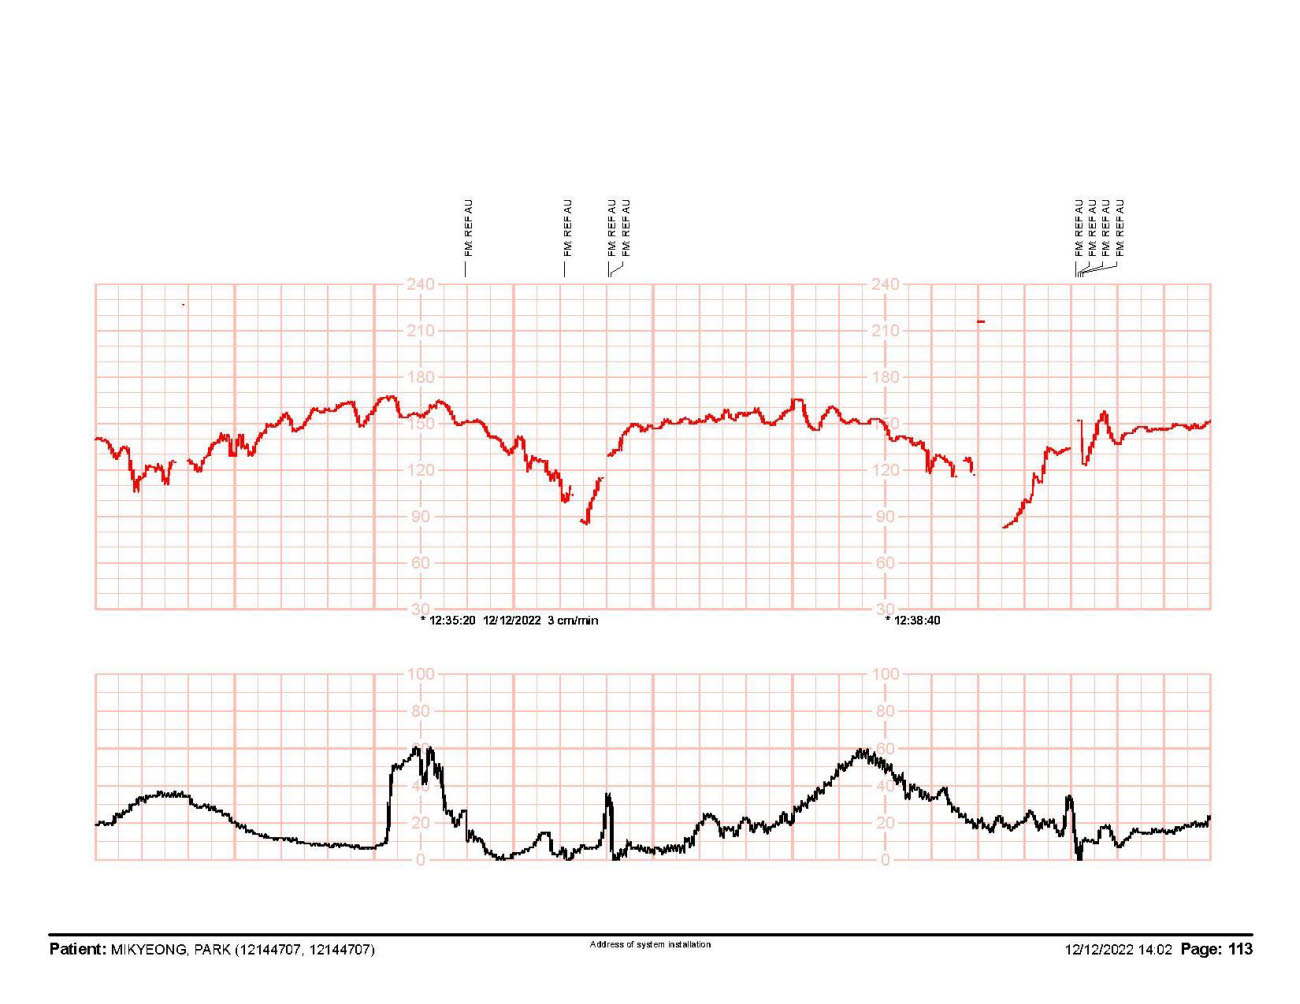 FM: REF AU
FM: REF AU
FM: REF AU
FM: REF AU
FM: REF AU
FM: REF AU
FM: REF AU
FM: REF AU
240 240
210 210
180 180
150 50
120 120
90 90
60 60
30 30
* 12:35:20 12/12/2022 3 cm/min * 12:38:40
100 100
80 80
60 60
40 40
20 20
0 0
Patient: MIKYEONG, PARK (12144707, 12144707) Address of system installation 12/12/2022 14:02 Page: 113